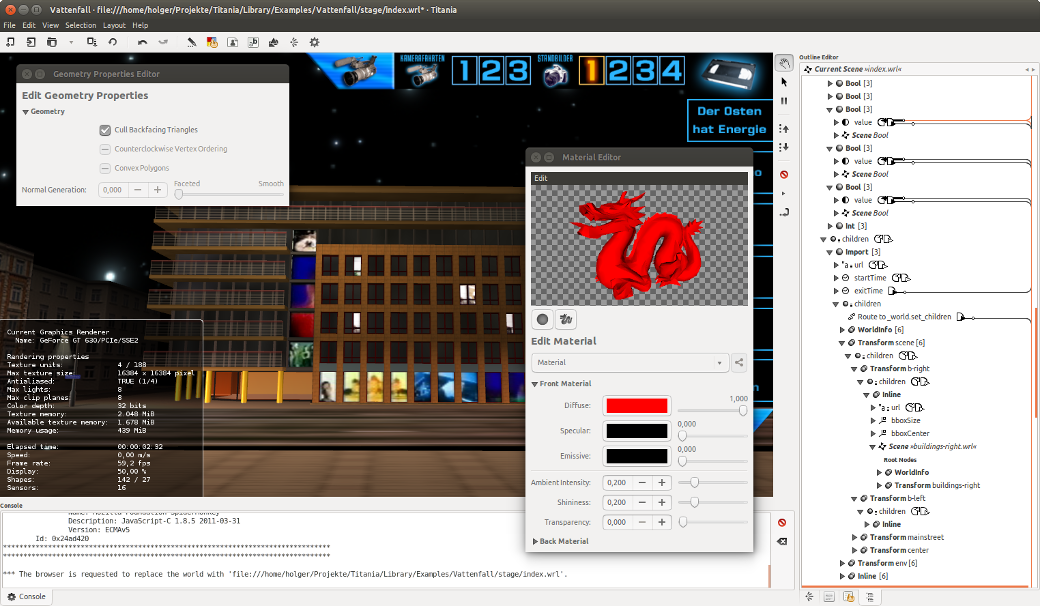 Vattenfall · file:///home/holger/Projekte/Titania/Library/Examples/Vattenfall/stage/index.wrl* · Titania
File Edit View Selection Layout Help
KAMERAFAHRTEN
1 2 3
STANDBILDER
1 2 3 4
Der Osten
hat Energie
Geometry Properties Editor
Edit Geometry Properties
Geometry
Cull Backfacing Triangles
Counterclockwise Vertex Ordering
Convex Polygons
Normal Generation: 0,000 − + Faceted Smooth
Current Graphics Renderer
Name: GeForce GT 630/PCIe/SSE2
Rendering properties
Texture units: 4 / 188
Max texture size: 16384 × 16384 pixel
Antialiased: TRUE (1/4)
Max lights: 8
Max clip planes: 8
Color depth: 32 bits
Texture memory: 2.048 MiB
Available texture memory: 1.678 MiB
Memory usage: 439 MiB
Elapsed time: 00:00:02:32
Speed: 0,00 m/s
Frame rate: 59,2 fps
Display: 50,00 %
Shapes: 142 / 27
Sensors: 16
Material Editor
Edit
Edit Material
Material
Front Material
Diffuse: 1,000
Specular: 0,000
Emissive: 0,000
Ambient Intensity: 0,200 − +
Shininess: 0,200 − +
Transparency: 0,000 − +
Back Material
Console
Description: JavaScript-C 1.8.5 2011-03-31
Version: ECMAv5
Id: 0x24ad420
*** The browser is requested to replace the world with 'file:///home/holger/Projekte/Titania/Library/Examples/Vattenfall/stage/index.wrl'.
Console
Outline Editor
Current Scene »index.wrl«
Bool [3]
Bool [3]
Bool [3]
value
Scene Bool
Bool [3]
value
Scene Bool
Bool [3]
value
Scene Bool
Int [3]
children
Import [3]
url
startTime
exitTime
children
Route to _world.set_children
WorldInfo [6]
Transform scene [6]
children
Transform b-right
children
Inline
url
bboxSize
bboxCenter
Scene »buildings-right.wrl«
Root Nodes
WorldInfo
Transform buildings-right
Transform b-left
children
Inline
Transform mainstreet
Transform center
Transform env [6]
Inline [6]